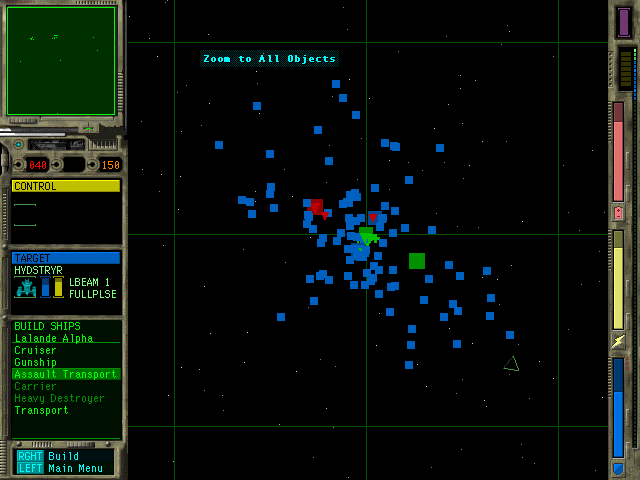 Zoom to All Objects
040 150
CONTROL
TARGET
HYDSTRYR
LBEAM 1
FULLPLSE
BUILD SHIPS
Lalande Alpha
Cruiser
Gunship
Assault Transport
Carrier
Heavy Destroyer
Transport
RGHT Build
LEFT Main Menu